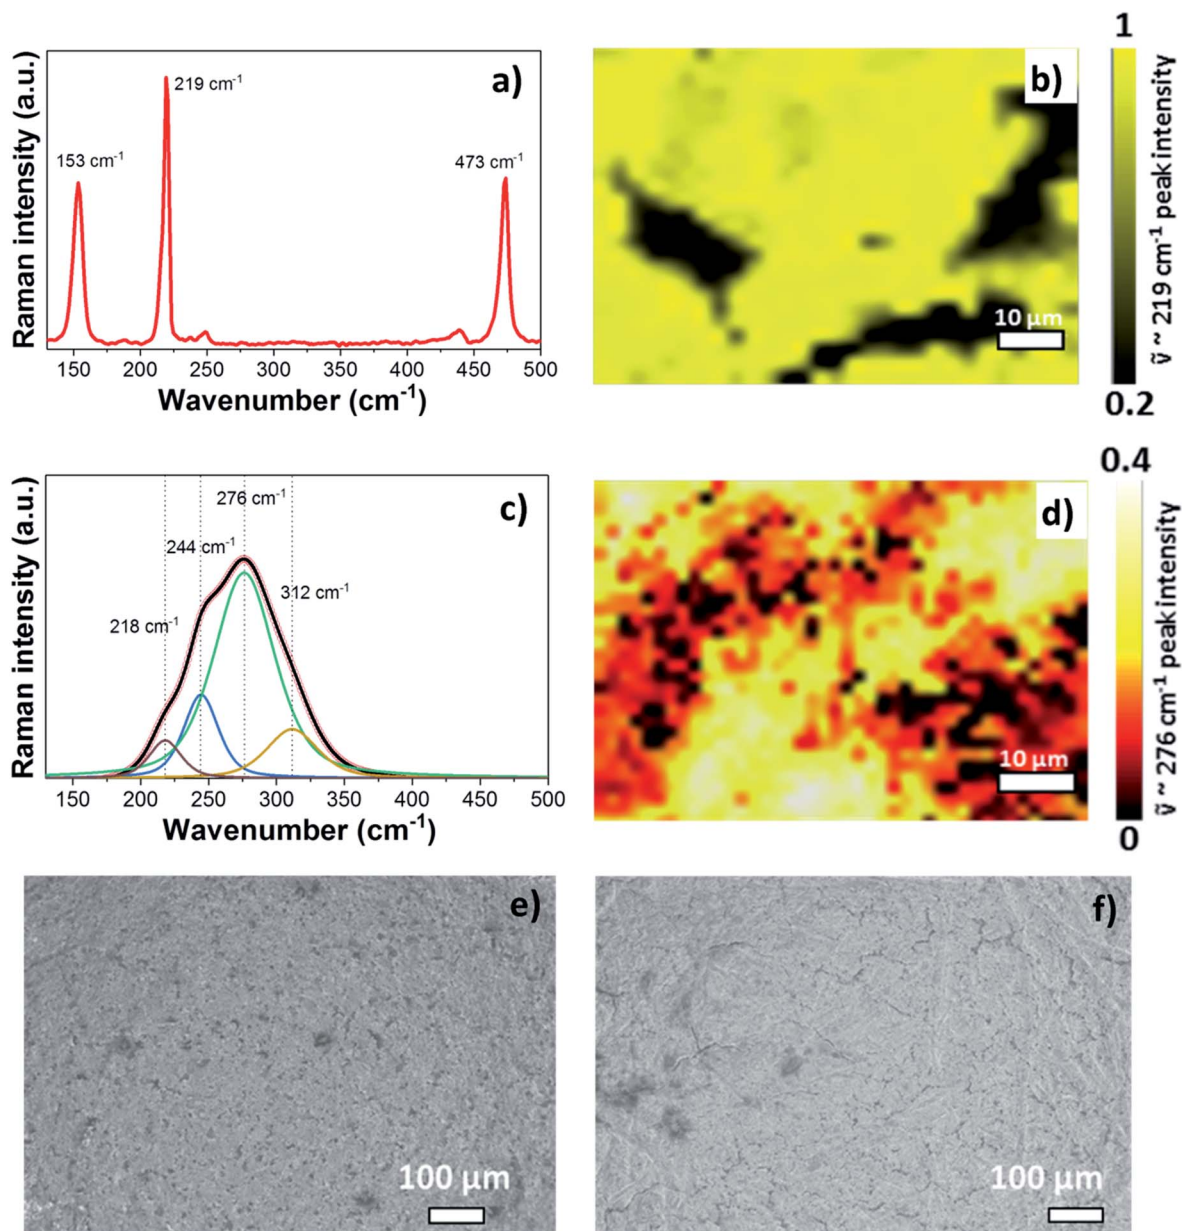 a)
Raman intensity (a.u.)
153 cm⁻¹
219 cm⁻¹
473 cm⁻¹
150 200 250 300 350 400 450 500
Wavenumber (cm⁻¹)
b)
10 µm
1
0.2
ṽ ~ 219 cm⁻¹ peak intensity
c)
Raman intensity (a.u.)
276 cm⁻¹
244 cm⁻¹
312 cm⁻¹
218 cm⁻¹
150 200 250 300 350 400 450 500
Wavenumber (cm⁻¹)
d)
10 µm
0.4
0
ṽ ~ 276 cm⁻¹ peak intensity
e)
100 µm
f)
100 µm